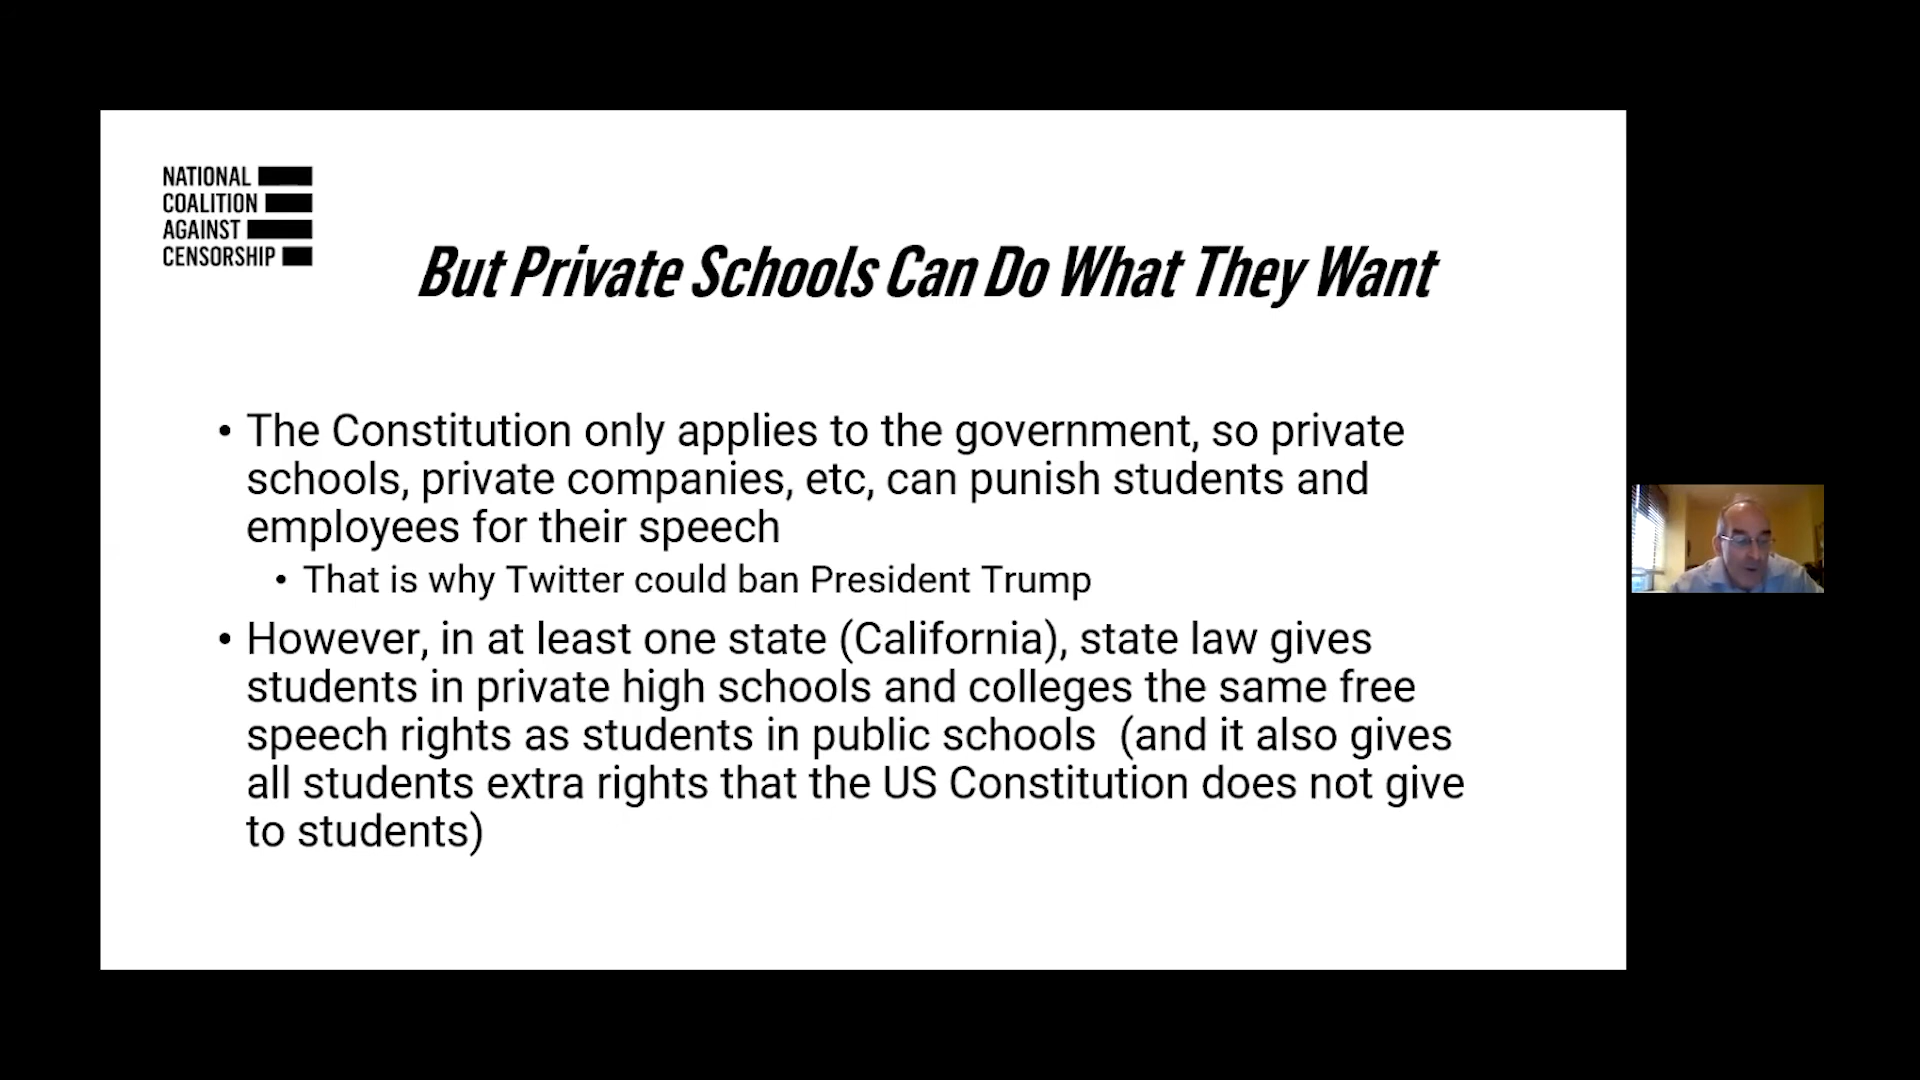 NATIONAL
COALITION
AGAINST
CENSORSHIP
But Private Schools Can Do What They Want
• The Constitution only applies to the government, so private
schools, private companies, etc, can punish students and
employees for their speech
• That is why Twitter could ban President Trump
• However, in at least one state (California), state law gives
students in private high schools and colleges the same free
speech rights as students in public schools  (and it also gives
all students extra rights that the US Constitution does not give
to students)